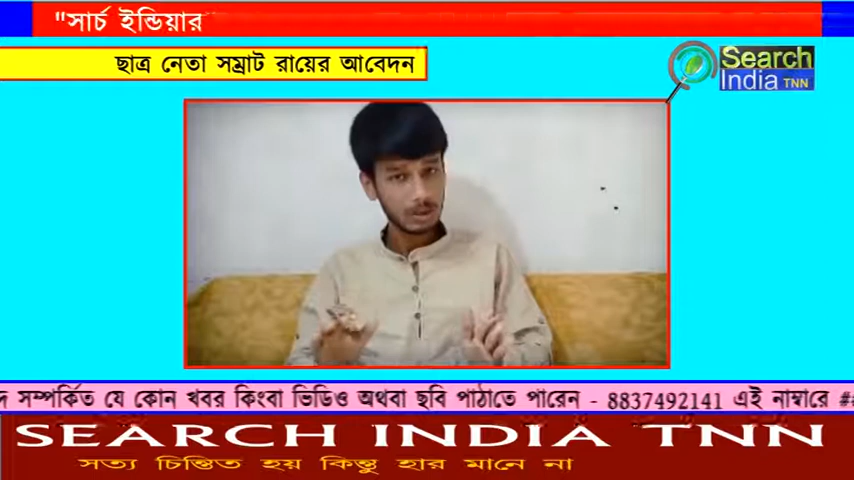 "সার্চ ইন্ডিয়ার
ছাত্র নেতা সম্রাট রায়ের আবেদন
Search
India TNN
সম্পর্কিত যে কোন খবর কিংবা ভিডিও অথবা ছবি পাঠাতে পারেন - 8837492141 এই নাম্বারে
SEARCH INDIA TNN
সত্য চিন্তিত হয় কিন্তু হার মানে না